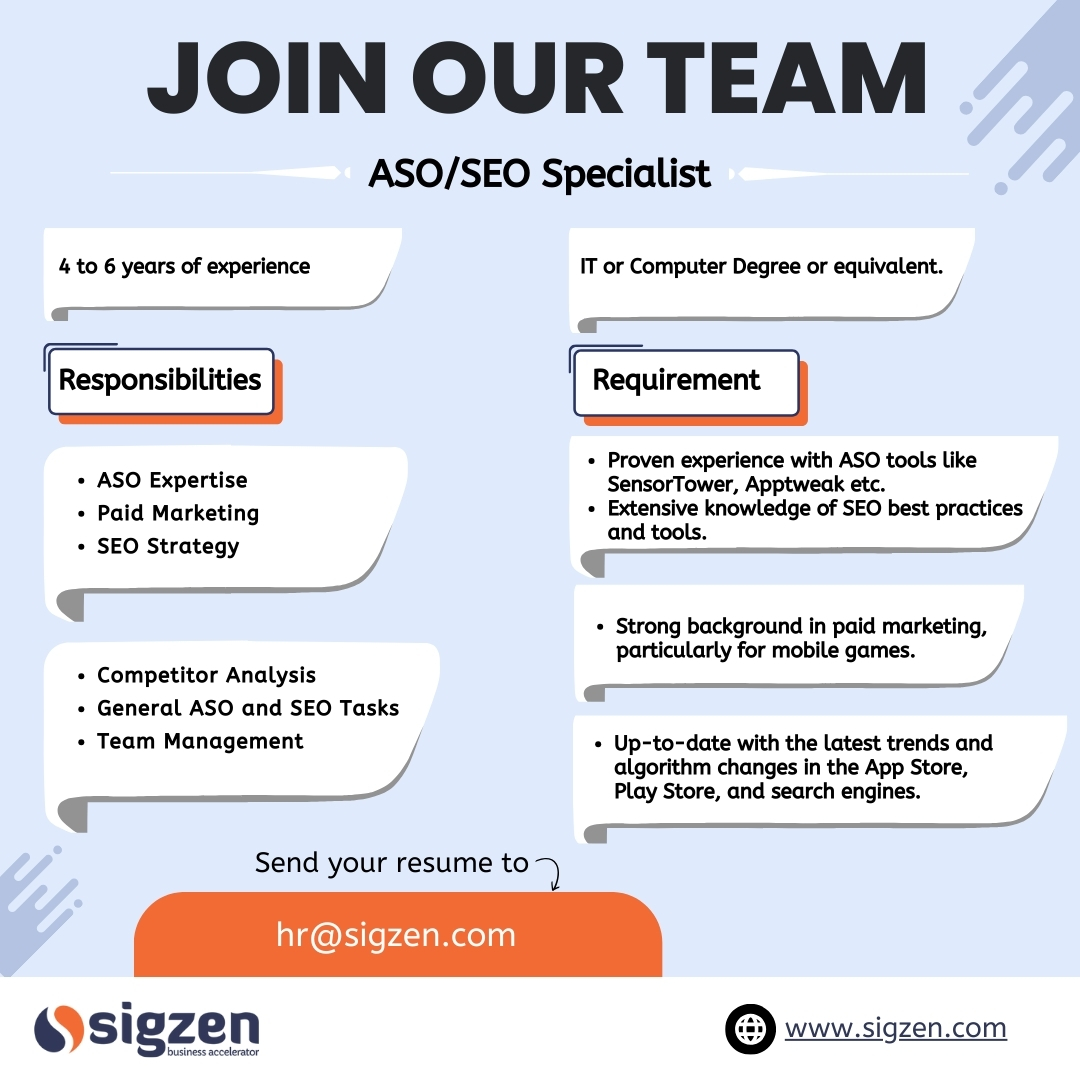 JOIN OUR TEAM
ASO/SEO Specialist
4 to 6 years of experience
IT or Computer Degree or equivalent.
Responsibilities
• ASO Expertise
• Paid Marketing
• SEO Strategy
• Competitor Analysis
• General ASO and SEO Tasks
• Team Management
Requirement
• Proven experience with ASO tools like
SensorTower, Apptweak etc.
• Extensive knowledge of SEO best practices
and tools.
• Strong background in paid marketing,
particularly for mobile games.
• Up-to-date with the latest trends and
algorithm changes in the App Store,
Play Store, and search engines.
Send your resume to
hr@sigzen.com
sigzen
business accelerator
www.sigzen.com